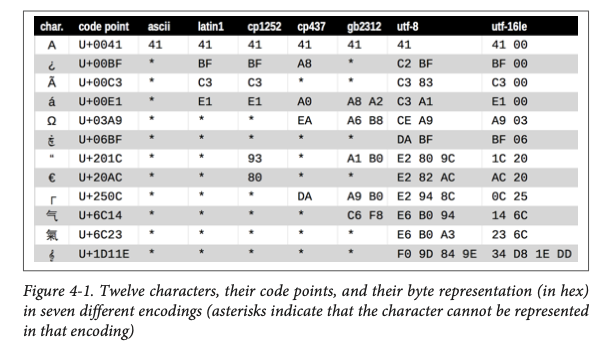 char. code point ascii latin1 cp1252 cp437 gb2312 utf-8 utf-16le
A U+0041 41 41 41 41 41 41 41 00
¿ U+00BF * BF BF A8 * C2 BF BF 00
Ã U+00C3 * C3 C3 * * C3 83 C3 00
á U+00E1 * E1 E1 A0 A8 A2 C3 A1 E1 00
Ω U+03A9 * * * EA A6 B8 CE A9 A9 03
ڿ U+06BF * * * * * DA BF BF 06
“ U+201C * * 93 * A1 B0 E2 80 9C 1C 20
€ U+20AC * * 80 * * E2 82 AC AC 20
┌ U+250C * * * DA A9 B0 E2 94 8C 0C 25
气 U+6C14 * * * * C6 F8 E6 B0 94 14 6C
氣 U+6C23 * * * * * E6 B0 A3 23 6C
𝄞 U+1D11E * * * * * F0 9D 84 9E 34 D8 1E DD
Figure 4-1. Twelve characters, their code points, and their byte representation (in hex)
in seven different encodings (asterisks indicate that the character cannot be represented
in that encoding)